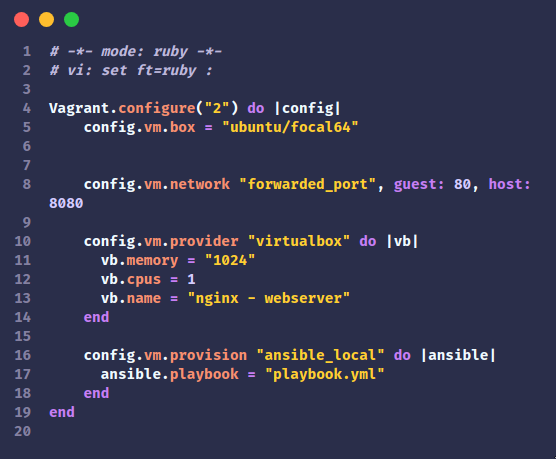 1 # -*- mode: ruby -*-
2 # vi: set ft=ruby :
3
4 Vagrant.configure("2") do |config|
5     config.vm.box = "ubuntu/focal64"
6
7
8     config.vm.network "forwarded_port", guest: 80, host:
8080
9
10     config.vm.provider "virtualbox" do |vb|
11       vb.memory = "1024"
12       vb.cpus = 1
13       vb.name = "nginx - webserver"
14     end
15
16     config.vm.provision "ansible_local" do |ansible|
17       ansible.playbook = "playbook.yml"
18     end
19 end
20